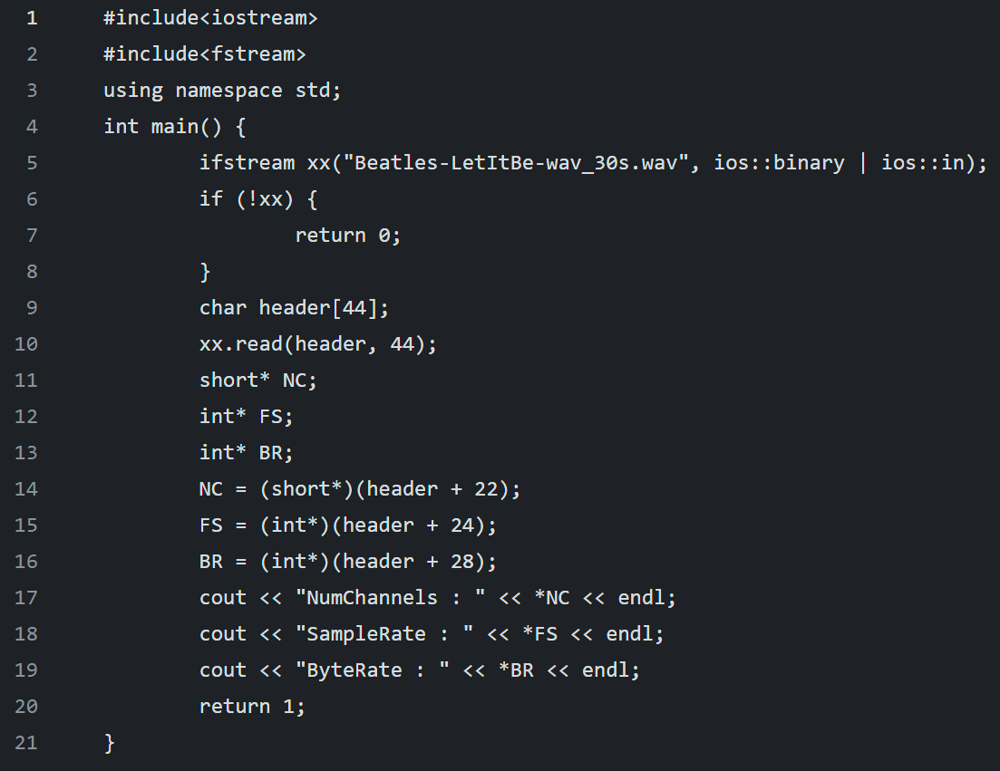 1 #include<iostream>
2 #include<fstream>
3 using namespace std;
4 int main() {
5 ifstream xx("Beatles-LetItBe-wav_30s.wav", ios::binary | ios::in);
6 if (!xx) {
7 return 0;
8 }
9 char header[44];
10 xx.read(header, 44);
11 short* NC;
12 int* FS;
13 int* BR;
14 NC = (short*)(header + 22);
15 FS = (int*)(header + 24);
16 BR = (int*)(header + 28);
17 cout << "NumChannels : " << *NC << endl;
18 cout << "SampleRate : " << *FS << endl;
19 cout << "ByteRate : " << *BR << endl;
20 return 1;
21 }